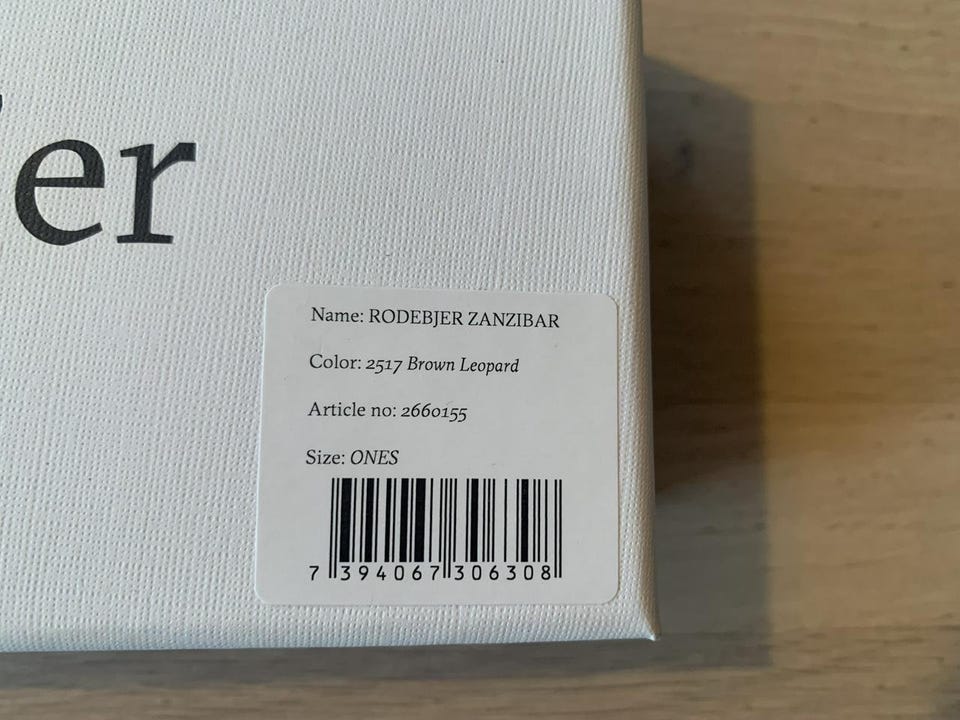 er
Name: RODEBJER ZANZIBAR
Color: 2517 Brown Leopard
Article no: 2660155
Size: ONES
7 394067 306308